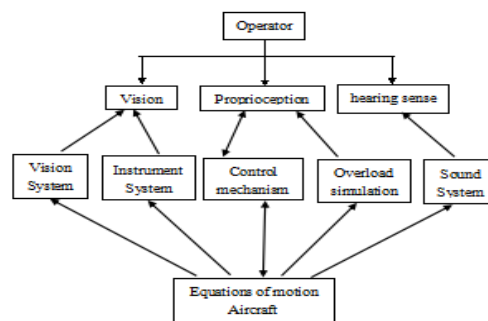 Operator
Vision
Proprioception
hearing sense
Vision
System
Instrument
System
Control
mechanism
Overload
simulation
Sound
System
Equations of motion
Aircraft